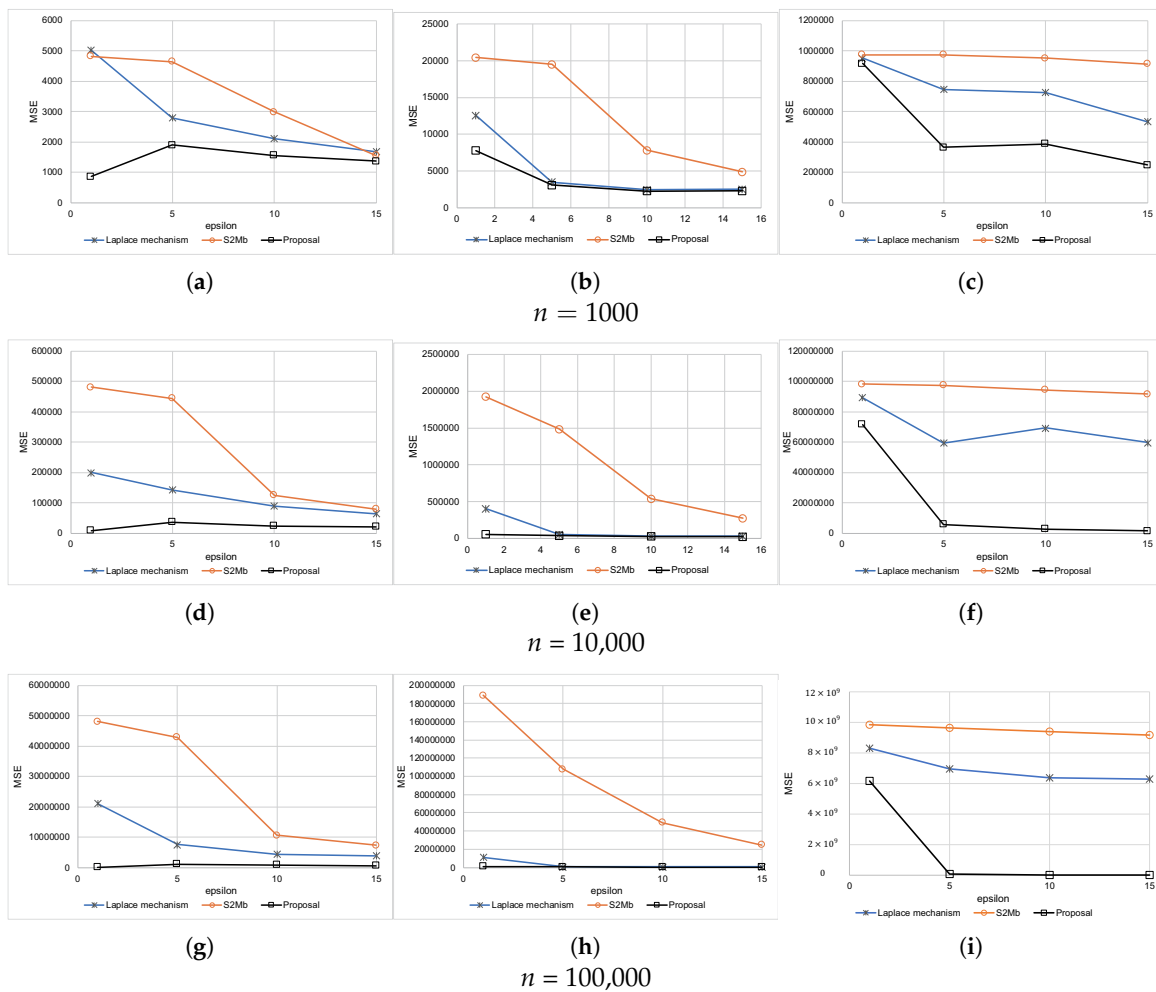 6000
5000
4000
3000
2000
1000
0
MSE
0 5 10 15
epsilon
Laplace mechanism S2Mb Proposal
(a)
25000
20000
15000
10000
5000
0
MSE
0 2 4 6 8 10 12 14 16
Laplace mechanism S2Mb Proposal
(b)
1200000
1000000
800000
600000
400000
200000
0
MSE
0 5 10 15
epsilon
Laplace mechanism S2Mb Proposal
(c)
n = 1000
600000
500000
400000
300000
200000
100000
0
MSE
0 5 10 15
epsilon
Laplace mechanism S2Mb Proposal
(d)
2500000
2000000
1500000
1000000
500000
0
MSE
0 2 4 6 8 10 12 14 16
Laplace mechanism S2Mb Proposal
(e)
120000000
100000000
80000000
60000000
40000000
20000000
0
MSE
0 5 10 15
epsilon
Laplace mechanism S2Mb Proposal
(f)
n = 10,000
60000000
50000000
40000000
30000000
20000000
10000000
0
MSE
0 5 10 15
epsilon
Laplace mechanism S2Mb Proposal
(g)
200000000
180000000
160000000
140000000
120000000
100000000
80000000
60000000
40000000
20000000
0
MSE
0 5 10 15
Laplace mechanism S2Mb Proposal
(h)
12 × 10⁹
10 × 10⁹
8 × 10⁹
6 × 10⁹
4 × 10⁹
2 × 10⁹
0
MSE
0 5 10 15
epsilon
Laplace mechanism S2Mb Proposal
(i)
n = 100,000